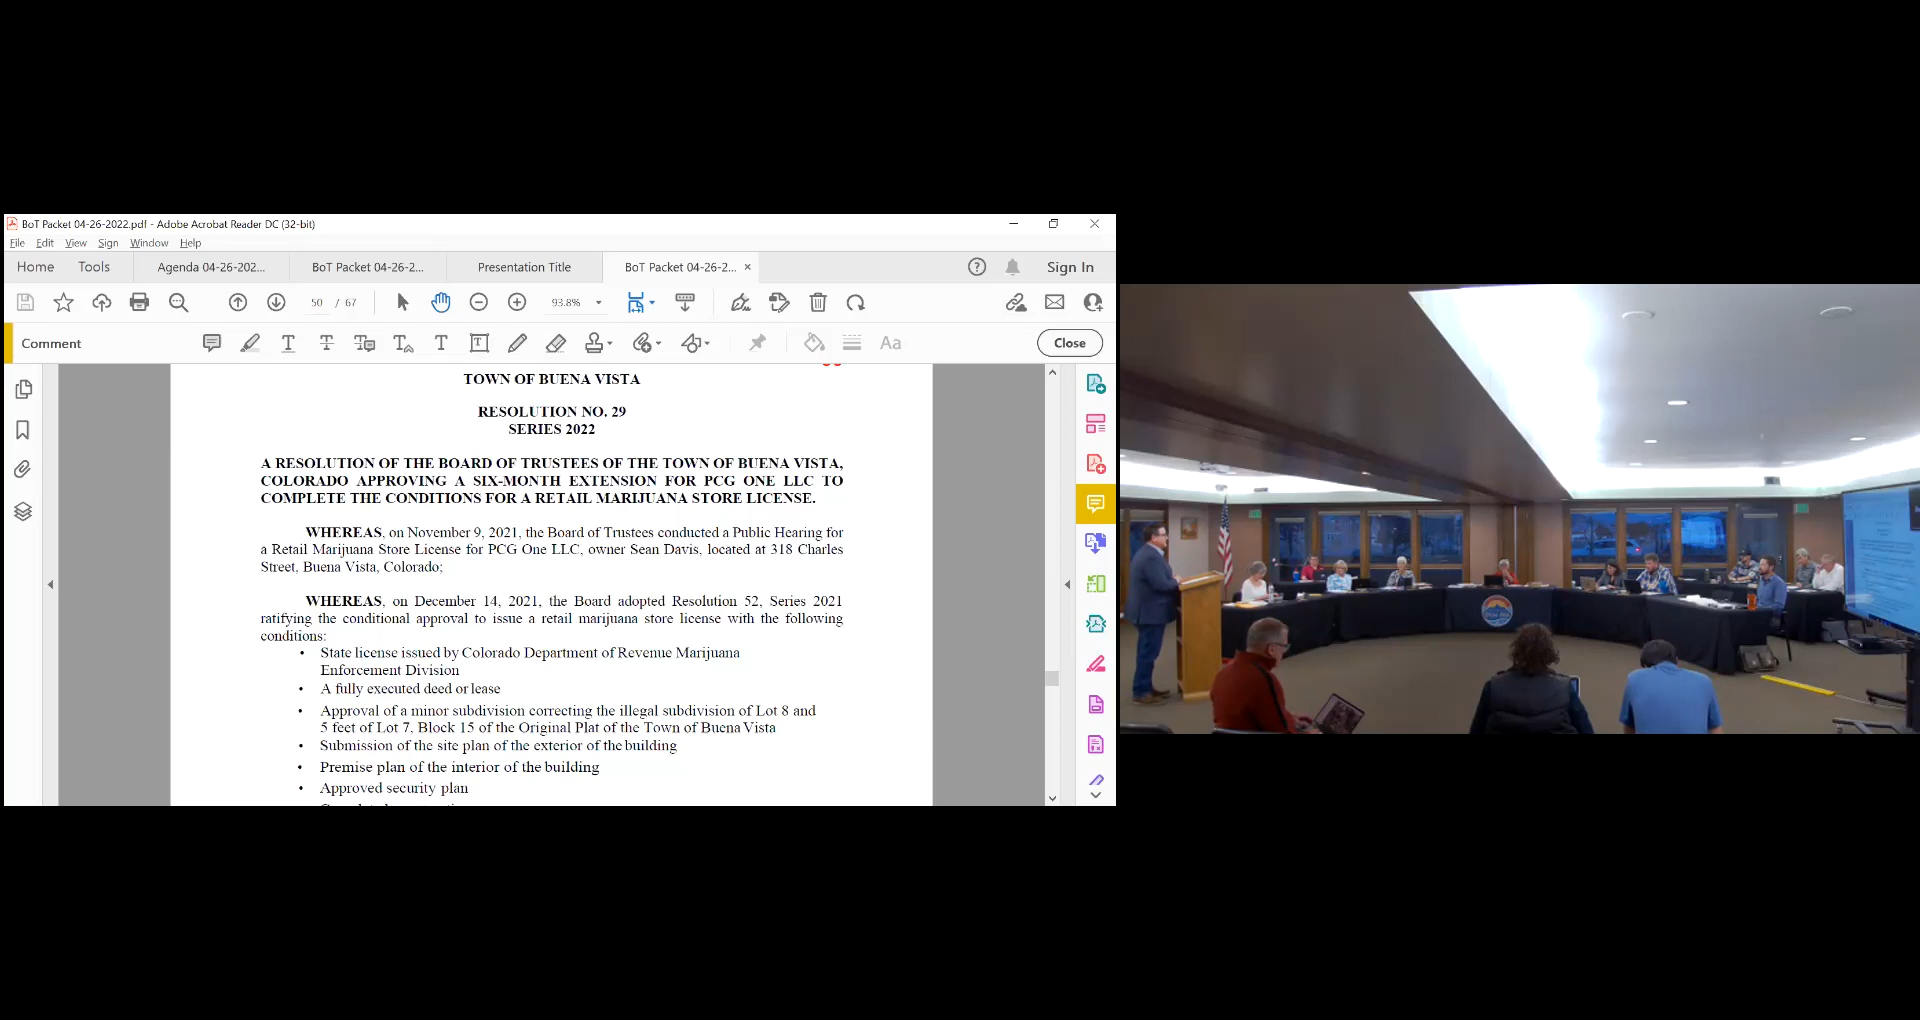 BoT Packet 04-26-2022.pdf - Adobe Acrobat Reader DC (32-bit)
File Edit View Sign Window Help
Home Tools Agenda 04-26-202... BoT Packet 04-26-2... Presentation Title BoT Packet 04-26-2... × Sign In
50 / 67 93.8%
Comment Aa Close
TOWN OF BUENA VISTA
RESOLUTION NO. 29
SERIES 2022
A RESOLUTION OF THE BOARD OF TRUSTEES OF THE TOWN OF BUENA VISTA,
COLORADO APPROVING A SIX-MONTH EXTENSION FOR PCG ONE LLC TO
COMPLETE THE CONDITIONS FOR A RETAIL MARIJUANA STORE LICENSE.
WHEREAS, on November 9, 2021, the Board of Trustees conducted a Public Hearing for
a Retail Marijuana Store License for PCG One LLC, owner Sean Davis, located at 318 Charles
Street, Buena Vista, Colorado;
WHEREAS, on December 14, 2021, the Board adopted Resolution 52, Series 2021
ratifying the conditional approval to issue a retail marijuana store license with the following
conditions:
• State license issued by Colorado Department of Revenue Marijuana
Enforcement Division
• A fully executed deed or lease
• Approval of a minor subdivision correcting the illegal subdivision of Lot 8 and
5 feet of Lot 7, Block 15 of the Original Plat of the Town of Buena Vista
• Submission of the site plan of the exterior of the building
• Premise plan of the interior of the building
• Approved security plan